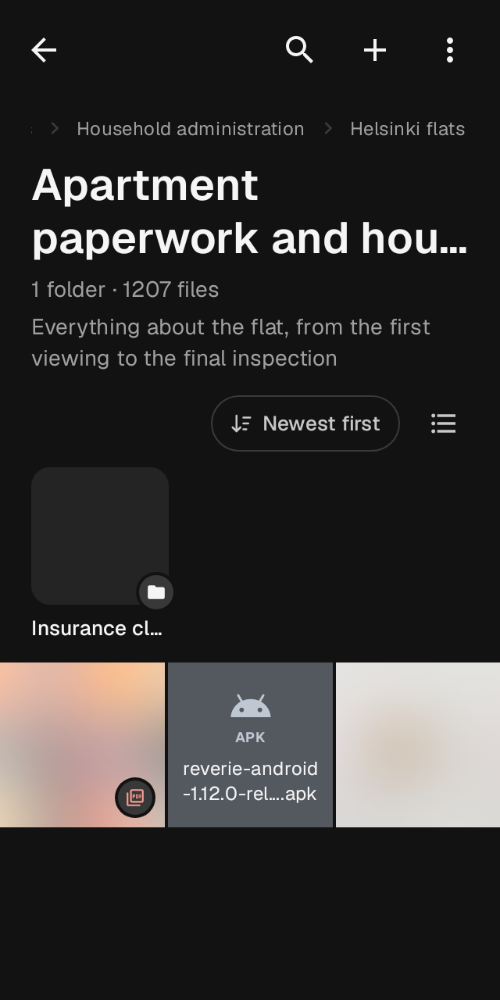 Household administration
Helsinki flats
Apartment
paperwork and hou...
1 folder · 1207 files
Everything about the flat, from the first
viewing to the final inspection
Newest first
Insurance cl...
PDF
APK
reverie-android
-1.12.0-rel....apk